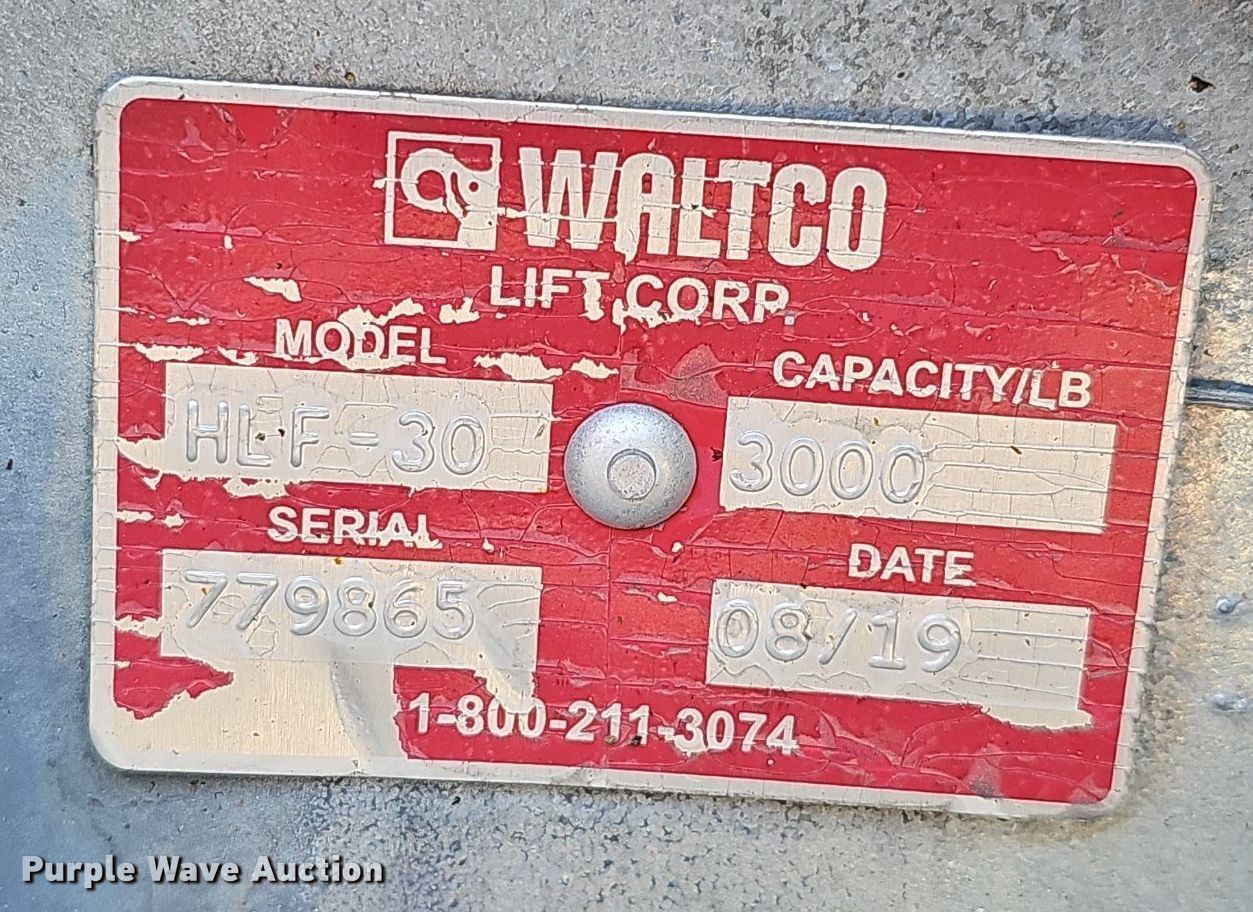 WALTCO
LIFT CORP.
MODEL
HLF-30
CAPACITY/LB
3000
SERIAL
779865
DATE
08/19
1-800-211-3074
Purple Wave Auction